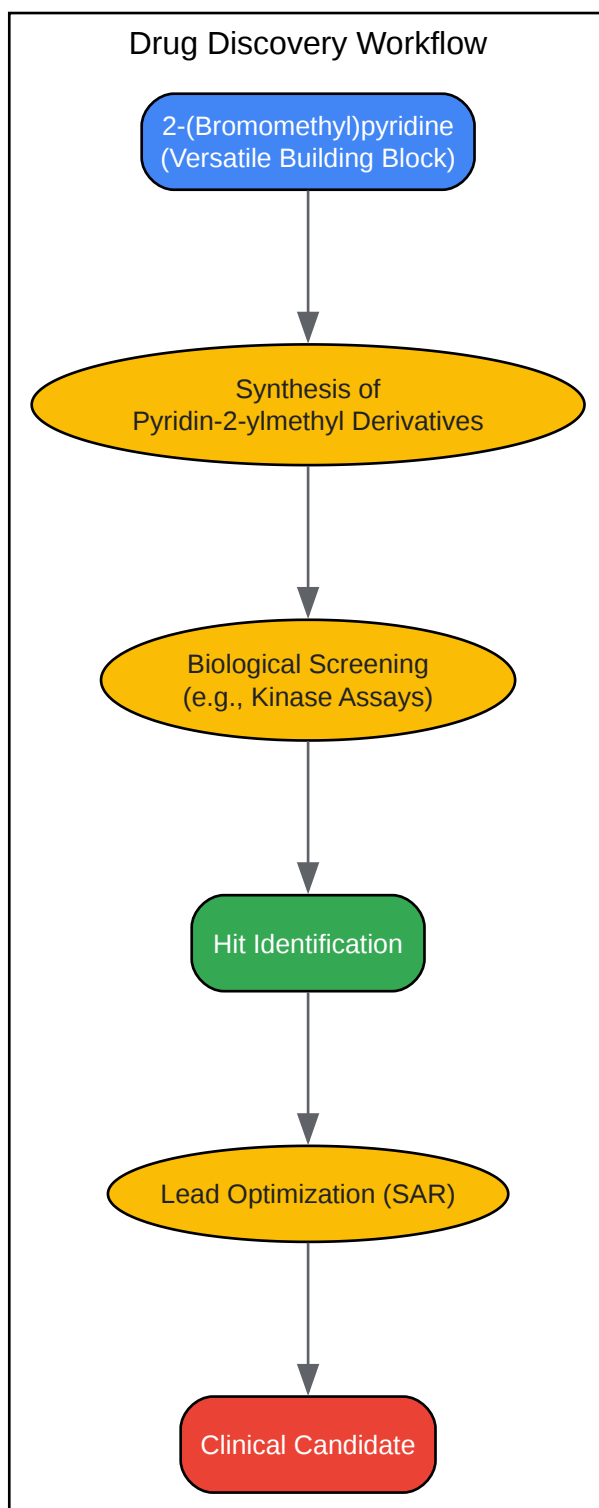 Drug Discovery Workflow
2-(Bromomethyl)pyridine
(Versatile Building Block)
Synthesis of
Pyridin-2-ylmethyl Derivatives
Biological Screening
(e.g., Kinase Assays)
Hit Identification
Lead Optimization (SAR)
Clinical Candidate